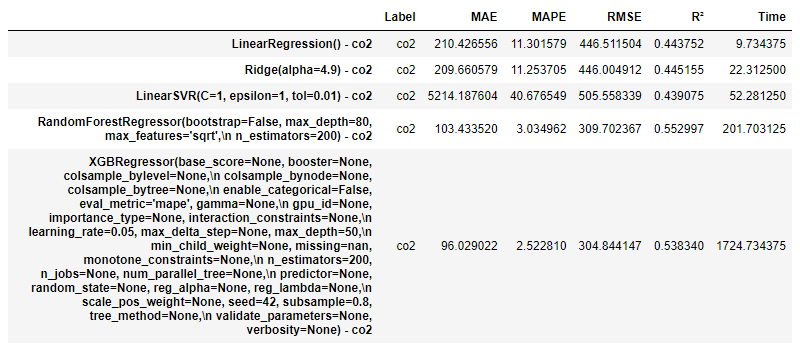 Label MAE MAPE RMSE R² Time
LinearRegression() - co2 co2 210.426556 11.301579 446.511504 0.443752 9.734375
Ridge(alpha=4.9) - co2 co2 209.660579 11.253705 446.004912 0.445155 22.312500
LinearSVR(C=1, epsilon=1, tol=0.01) - co2 co2 5214.187604 40.676549 505.558339 0.439075 52.281250
RandomForestRegressor(bootstrap=False, max_depth=80,
max_features='sqrt',\n n_estimators=200) - co2 co2 103.433520 3.034962 309.702367 0.552997 201.703125
XGBRegressor(base_score=None, booster=None,
colsample_bylevel=None,\n colsample_bynode=None,
colsample_bytree=None,\n enable_categorical=False,
eval_metric='mape', gamma=None,\n gpu_id=None,
importance_type=None, interaction_constraints=None,\n
learning_rate=0.05, max_delta_step=None, max_depth=50,\n
min_child_weight=None, missing=nan,
monotone_constraints=None,\n n_estimators=200,
n_jobs=None, num_parallel_tree=None,\n predictor=None,
random_state=None, reg_alpha=None, reg_lambda=None,\n
scale_pos_weight=None, seed=42, subsample=0.8,
tree_method=None,\n validate_parameters=None,
verbosity=None) - co2 co2 96.029022 2.522810 304.844147 0.538340 1724.734375